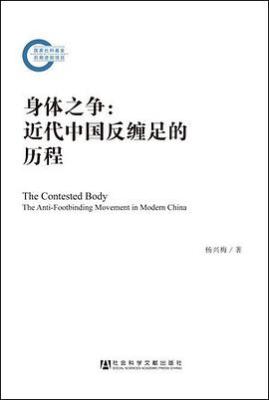 国家社科基金
后期资助项目
身体之争：
近代中国反缠足的
历程
The Contested Body
The Anti-Footbinding Movement in Modern China
杨兴梅／著
社会科学文献出版社
SOCIAL SCIENCES ACADEMIC PRESS (CHINA)